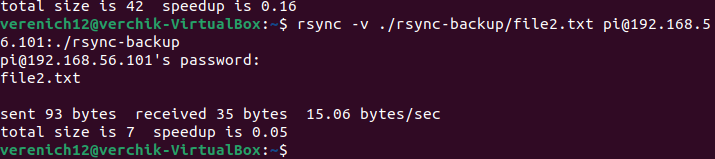 total size is 42  speedup is 0.16
verenich12@verchik-VirtualBox:~$ rsync -v ./rsync-backup/file2.txt pi@192.168.5
6.101:./rsync-backup
pi@192.168.56.101's password:
file2.txt

sent 93 bytes  received 35 bytes  15.06 bytes/sec
total size is 7  speedup is 0.05
verenich12@verchik-VirtualBox:~$